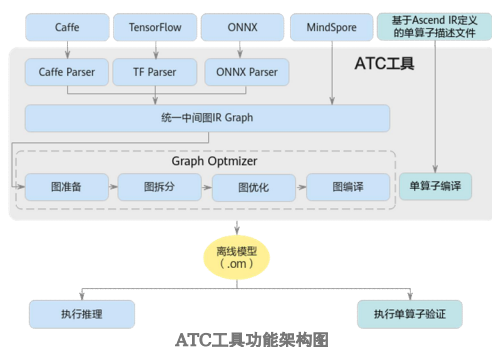 Caffe
TensorFlow
ONNX
MindSpore
基于Ascend IR定义
的单算子描述文件
ATC工具
Caffe Parser
TF Parser
ONNX Parser
统一中间图IR Graph
Graph Optmizer
图准备
图拆分
图优化
图编译
单算子编译
离线模型
（.om）
执行推理
执行单算子验证
ATC工具功能架构图